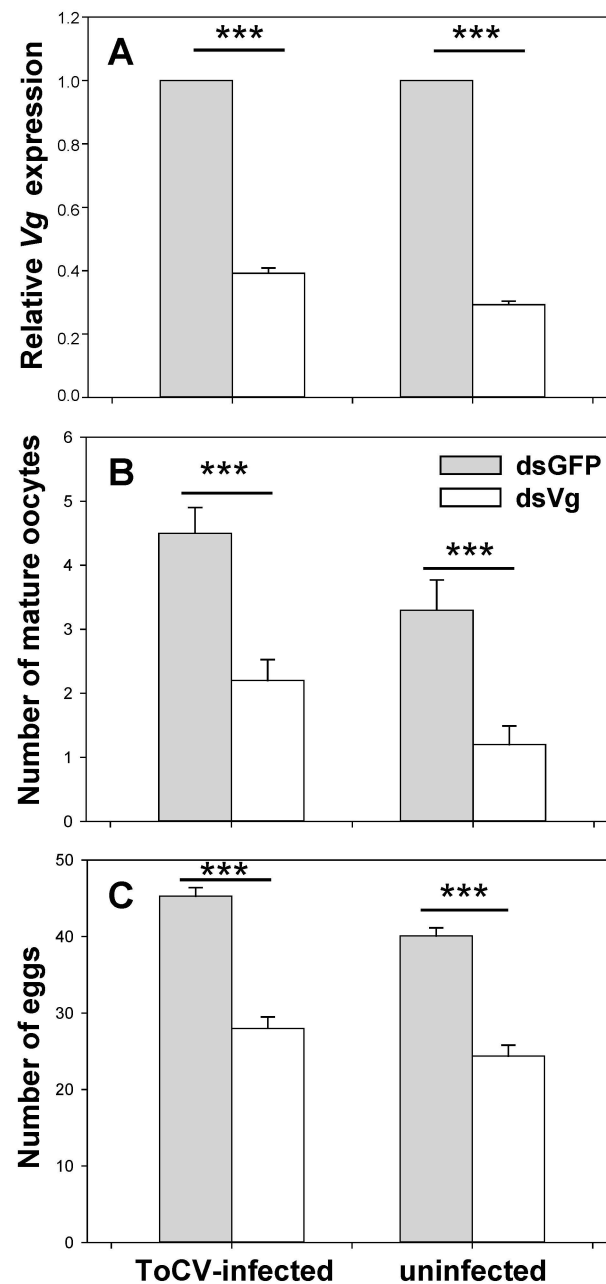 1.2
A
***
***
1.0
0.8
0.6
0.4
0.2
0.0
Relative Vg expression
6
B
***
dsGFP
dsVg
5
***
4
3
2
1
0
Number of mature oocytes
50
C
***
***
40
30
20
10
0
Number of eggs
ToCV-infected
uninfected